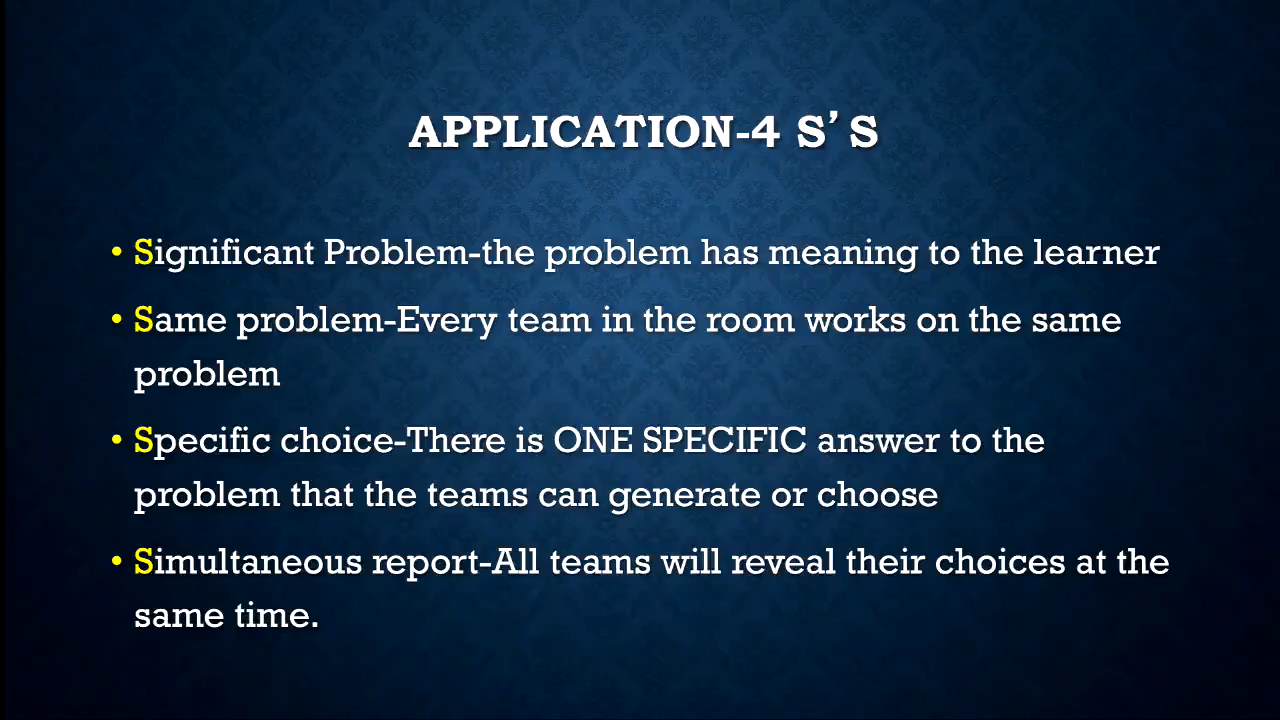 APPLICATION-4 S’S
• Significant Problem-the problem has meaning to the learner
• Same problem-Every team in the room works on the same
problem
• Specific choice-There is ONE SPECIFIC answer to the
problem that the teams can generate or choose
• Simultaneous report-All teams will reveal their choices at the
same time.